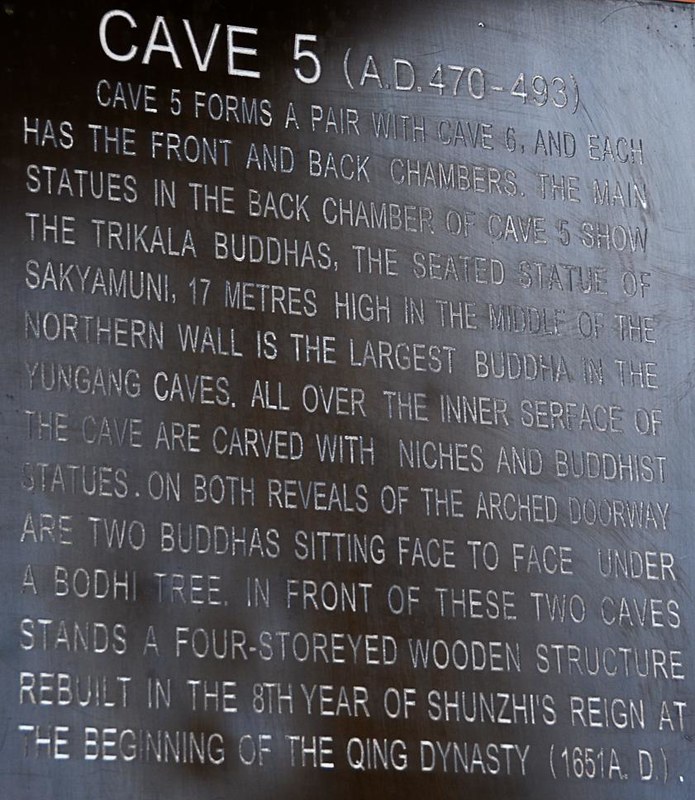 CAVE 5 (A.D.470-493)
CAVE 5 FORMS A PAIR WITH CAVE 6, AND EACH
HAS THE FRONT AND BACK CHAMBERS. THE MAIN
STATUES IN THE BACK CHAMBER OF CAVE 5 SHOW
THE TRIKALA BUDDHAS, THE SEATED STATUE OF
SAKYAMUNI, 17 METRES HIGH IN THE MIDDLE OF THE
NORTHERN WALL IS THE LARGEST BUDDHA IN THE
YUNGANG CAVES. ALL OVER THE INNER SERFACE OF
THE CAVE ARE CARVED WITH NICHES AND BUDDHIST
STATUES. ON BOTH REVEALS OF THE ARCHED DOORWAY
ARE TWO BUDDHAS SITTING FACE TO FACE UNDER
A BODHI TREE. IN FRONT OF THESE TWO CAVES
STANDS A FOUR-STOREYED WOODEN STRUCTURE
REBUILT IN THE 8TH YEAR OF SHUNZHI'S REIGN AT
THE BEGINNING OF THE QING DYNASTY (1651A. D.).